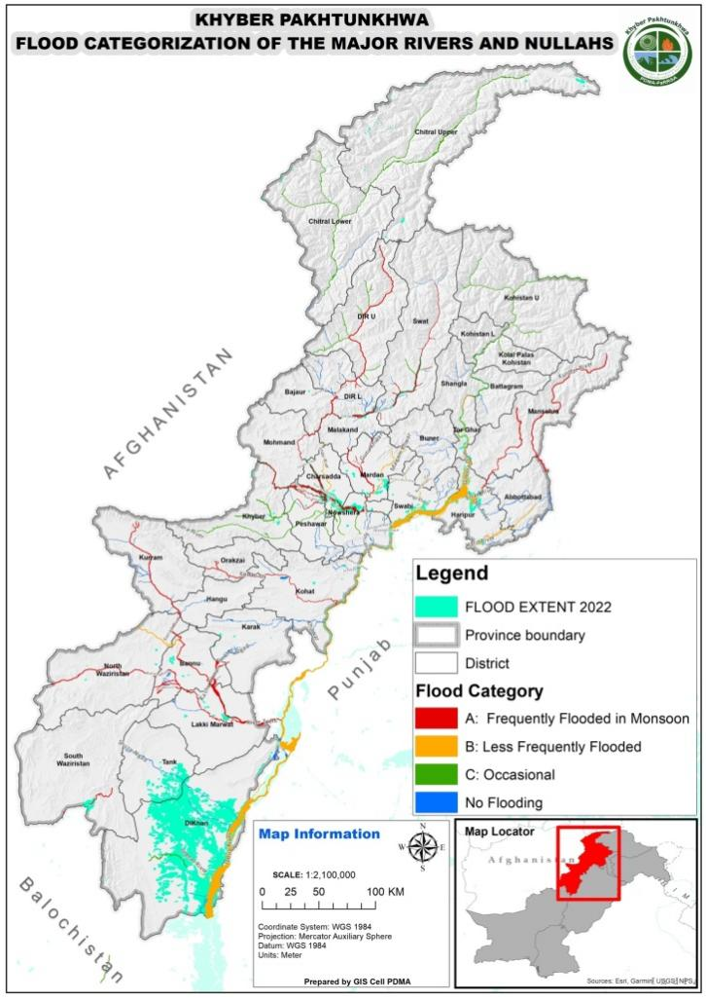 KHYBER PAKHTUNKHWA
FLOOD CATEGORIZATION OF THE MAJOR RIVERS AND NULLAHS
Khyber Pakhtunkhwa
PDMA-PaRRSA
Chitral Upper
Chitral Lower
Kohistan U
DIR U
Swat
Kohistan L
Kolai Palas
Kohistan
Bajaur
DIR L
Shangla
Battagram
Mansehra
Malakand
Buner
Tor Ghar
Mohmand
Charsadda
Mardan
Swabi
Abbottabad
Haripur
Nowshera
Khyber
Peshawar
AFGHANISTAN
Kurram
Orakzai
Hangu
Kohat
Karak
North
Waziristan
Bannu
Lakki Marwat
South
Waziristan
Tank
DIKhan
Punjab
Balochistan
Legend
FLOOD EXTENT 2022
Province boundary
District
Flood Category
A: Frequently Flooded in Monsoon
B: Less Frequently Flooded
C: Occasional
No Flooding
Map Information
N
W
E
S
SCALE: 1:2,100,000
0 25 50 100 KM
Coordinate System: WGS 1984
Projection: Mercator Auxiliary Sphere
Datum: WGS 1984
Units: Meter
Prepared by GIS Cell PDMA
Map Locator
Afghanistan
Sources: Esri, Garmin, USGS, NPS